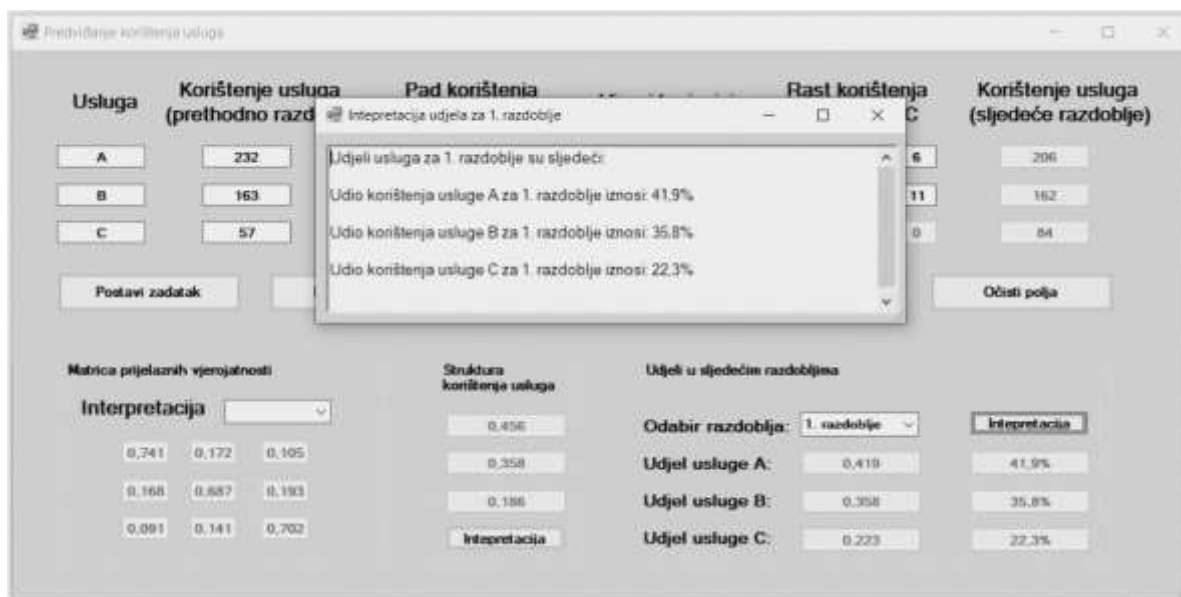 Predviđanje korištenja usluga
Usluga
Korištenje usluga
(prethodno razd
Pad korištenja
Rast korištenja
C
Korištenje usluga
(sljedeće razdoblje)
Intepretacija udjela za 1. razdoblje
Udjeli usluga za 1. razdoblje su sljedeći:
Udio korištenja usluge A za 1. razdoblje iznosi: 41,9%
Udio korištenja usluge B za 1. razdoblje iznosi: 35,8%
Udio korištenja usluge C za 1. razdoblje iznosi: 22,3%
A 232 6 206
B 163 11 162
C 57 0 84
Postavi zadatak
Očisti polja
Matrica prijelaznih vjerojatnosti
Interpretacija
0,741 0,172 0,105
0,168 0,687 0,193
0,091 0,141 0,702
Struktura
korištenja usluga
0,456
0,358
0,186
Intepretacija
Udjeli u sljedećim razdobljima
Odabir razdoblja: 1. razdoblje Intepretacija
Udjel usluge A: 0,419 41,9%
Udjel usluge B: 0,358 35,8%
Udjel usluge C: 0,223 22,3%